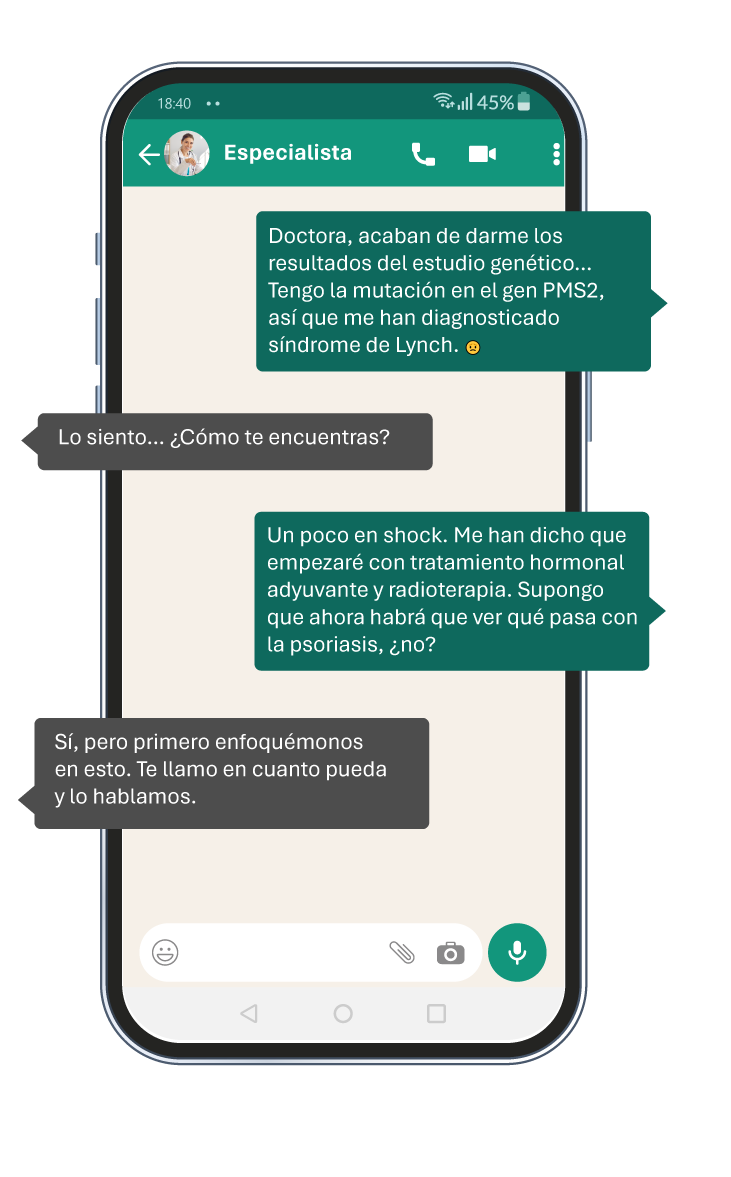 18:40
45%
Especialista
Doctora, acaban de darme los
resultados del estudio genético...
Tengo la mutación en el gen PMS2,
así que me han diagnosticado
síndrome de Lynch. 😟
Lo siento... ¿Cómo te encuentras?
Un poco en shock. Me han dicho que
empezaré con tratamiento hormonal
adyuvante y radioterapia. Supongo
que ahora habrá que ver qué pasa con
la psoriasis, ¿no?
Sí, pero primero enfoquémonos
en esto. Te llamo en cuanto pueda
y lo hablamos.